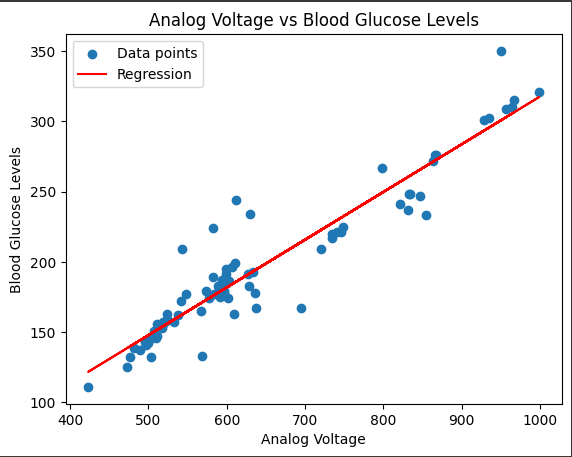 Analog Voltage vs Blood Glucose Levels
Data points
Regression
350
300
250
200
150
100
Blood Glucose Levels
400
500
600
700
800
900
1000
Analog Voltage